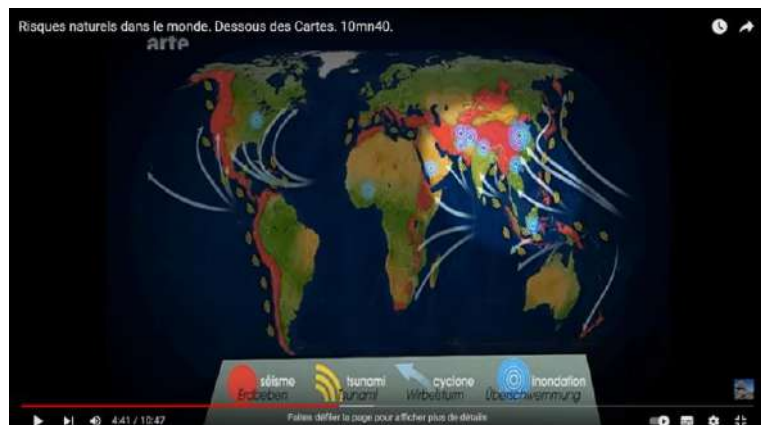 Risques naturels dans le monde. Dessous des Cartes. 10mn40.
arte
séisme tsunami cyclone inondation
Erdbeben Tsunami Wirbelsturm Überschwemmung
4:41 / 10:47
Faites défiler la page pour afficher plus de détails